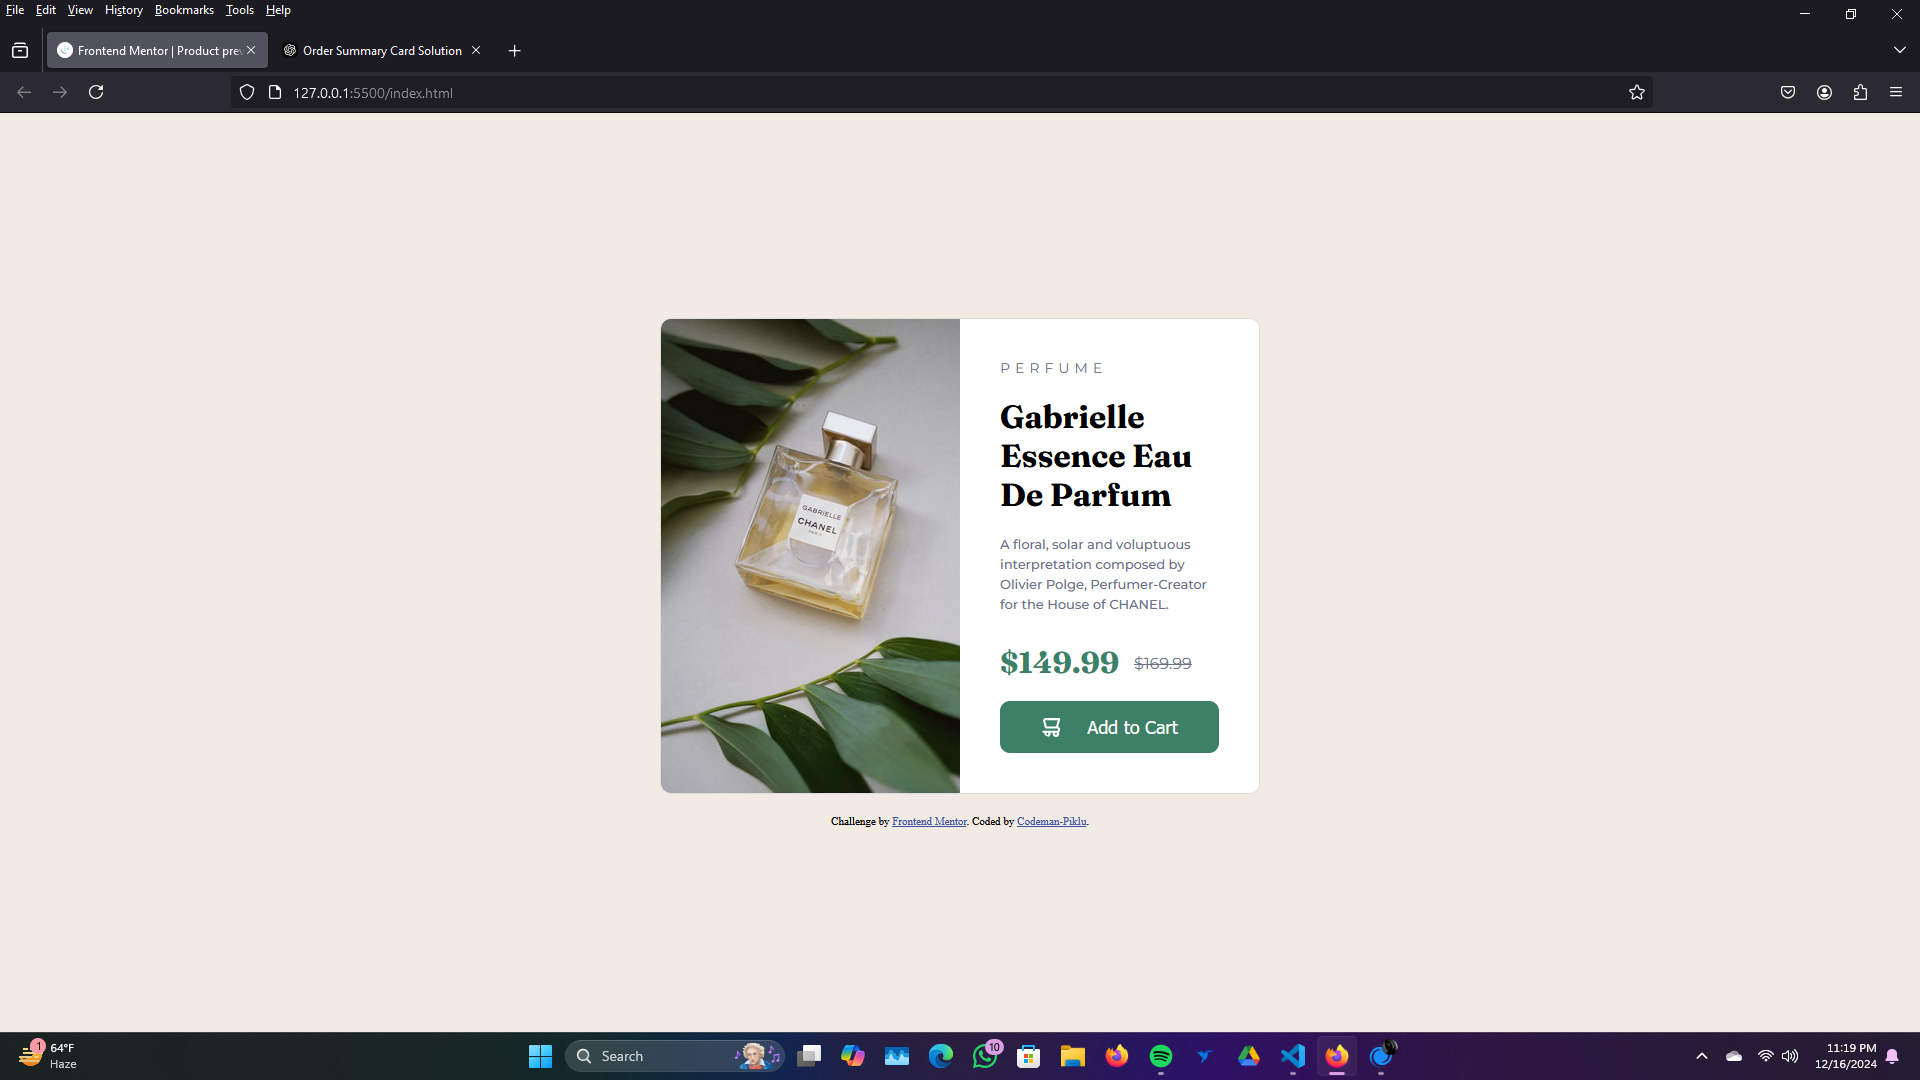 File Edit View History Bookmarks Tools Help
Frontend Mentor | Product prev
Order Summary Card Solution
127.0.0.1:5500/index.html
GABRIELLE
CHANEL
PARIS
PERFUME
Gabrielle
Essence Eau
De Parfum
A floral, solar and voluptuous
interpretation composed by
Olivier Polge, Perfumer-Creator
for the House of CHANEL.
$149.99 $169.99
Add to Cart
Challenge by Frontend Mentor. Coded by Codeman-Piklu.
1
64°F
Haze
Search
10
11:19 PM
12/16/2024